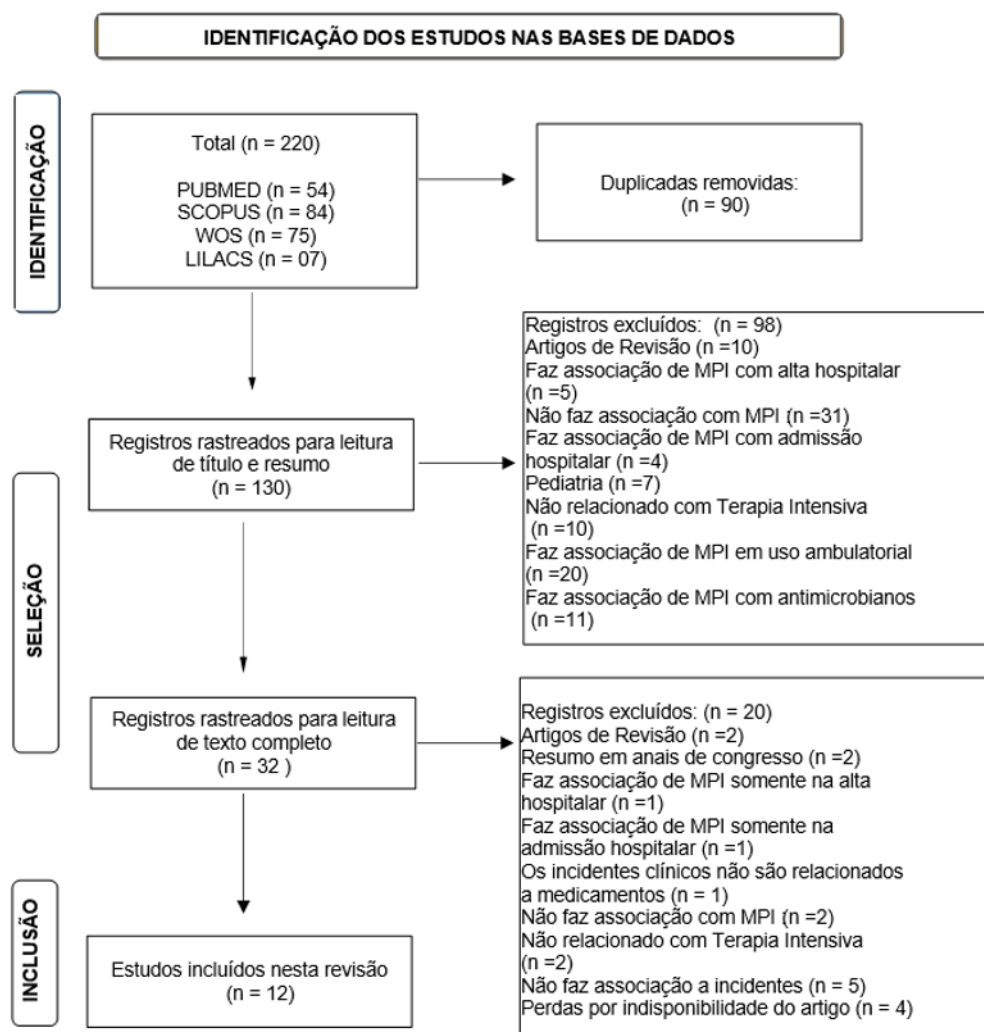 IDENTIFICAÇÃO DOS ESTUDOS NAS BASES DE DADOS
IDENTIFICAÇÃO
Total (n = 220)
PUBMED (n = 54)
SCOPUS (n = 84)
WOS (n = 75)
LILACS (n = 07)
Duplicadas removidas:
(n = 90)
SELEÇÃO
Registros rastreados para leitura
de título e resumo
(n = 130)
Registros excluídos: (n = 98)
Artigos de Revisão (n =10)
Faz associação de MPI com alta hospitalar
(n =5)
Não faz associação com MPI (n =31)
Faz associação de MPI com admissão
hospitalar (n =4)
Pediatria (n =7)
Não relacionado com Terapia Intensiva
(n =10)
Faz associação de MPI em uso ambulatorial
(n =20)
Faz associação de MPI com antimicrobianos
(n =11)
Registros rastreados para leitura
de texto completo
(n = 32 )
Registros excluídos: (n = 20)
Artigos de Revisão (n =2)
Resumo em anais de congresso (n =2)
Faz associação de MPI somente na alta
hospitalar (n =1)
Faz associação de MPI somente na
admissão hospitalar (n =1)
Os incidentes clínicos não são relacionados
a medicamentos (n = 1)
Não faz associação com MPI (n =2)
Não relacionado com Terapia Intensiva
(n =2)
Não faz associação a incidentes (n = 5)
Perdas por indisponibilidade do artigo (n = 4)
INCLUSÃO
Estudos incluídos nesta revisão
(n = 12)